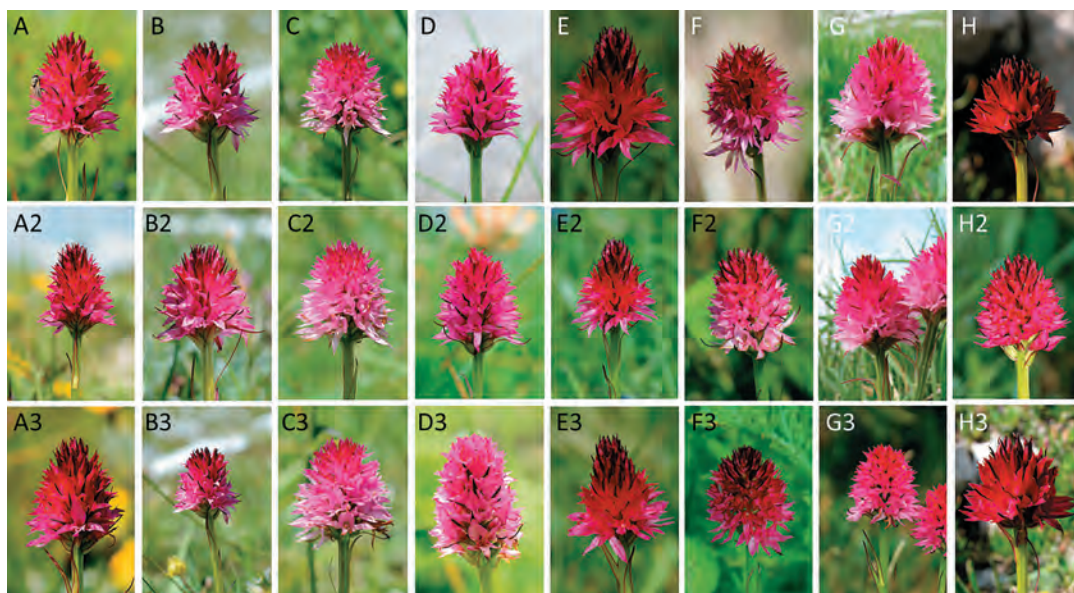 A B C D E F G H
A2 B2 C2 D2 E2 F2 G2 H2
A3 B3 C3 D3 E3 F3 G3 H3